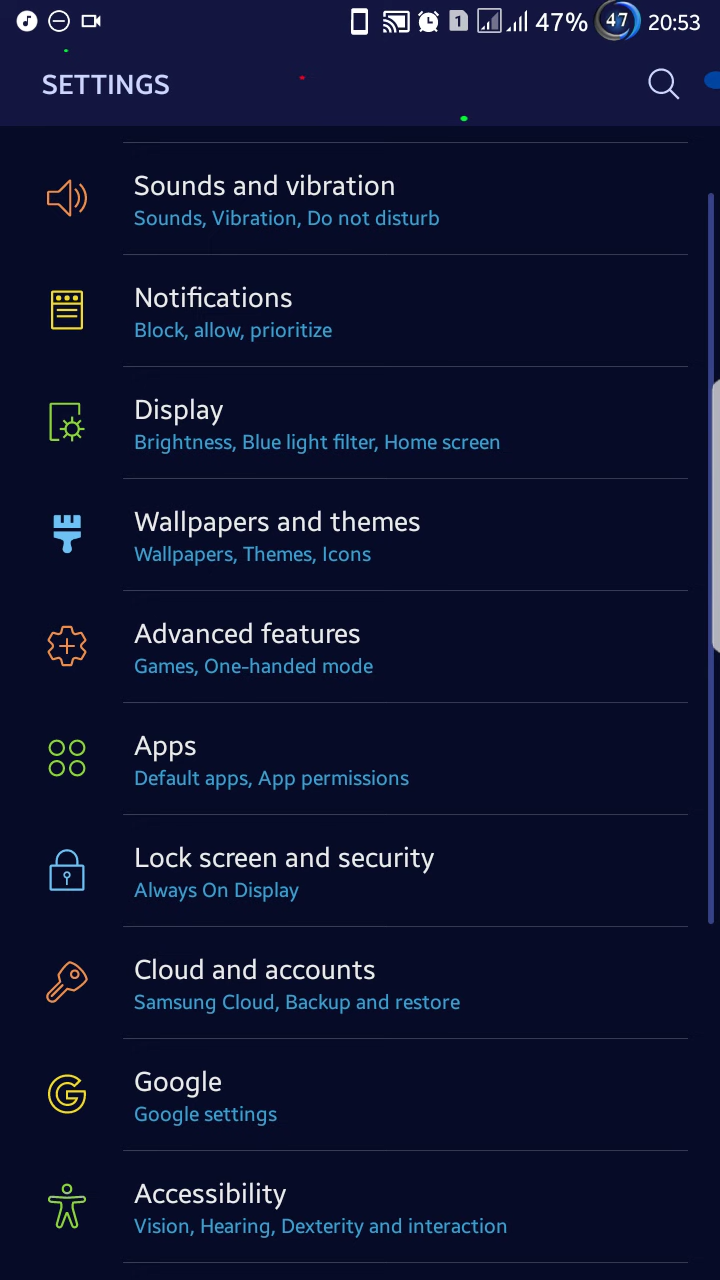 1 47% 47 20:53
SETTINGS
Sounds and vibration
Sounds, Vibration, Do not disturb
Notifications
Block, allow, prioritize
Display
Brightness, Blue light filter, Home screen
Wallpapers and themes
Wallpapers, Themes, Icons
Advanced features
Games, One-handed mode
Apps
Default apps, App permissions
Lock screen and security
Always On Display
Cloud and accounts
Samsung Cloud, Backup and restore
Google
Google settings
Accessibility
Vision, Hearing, Dexterity and interaction